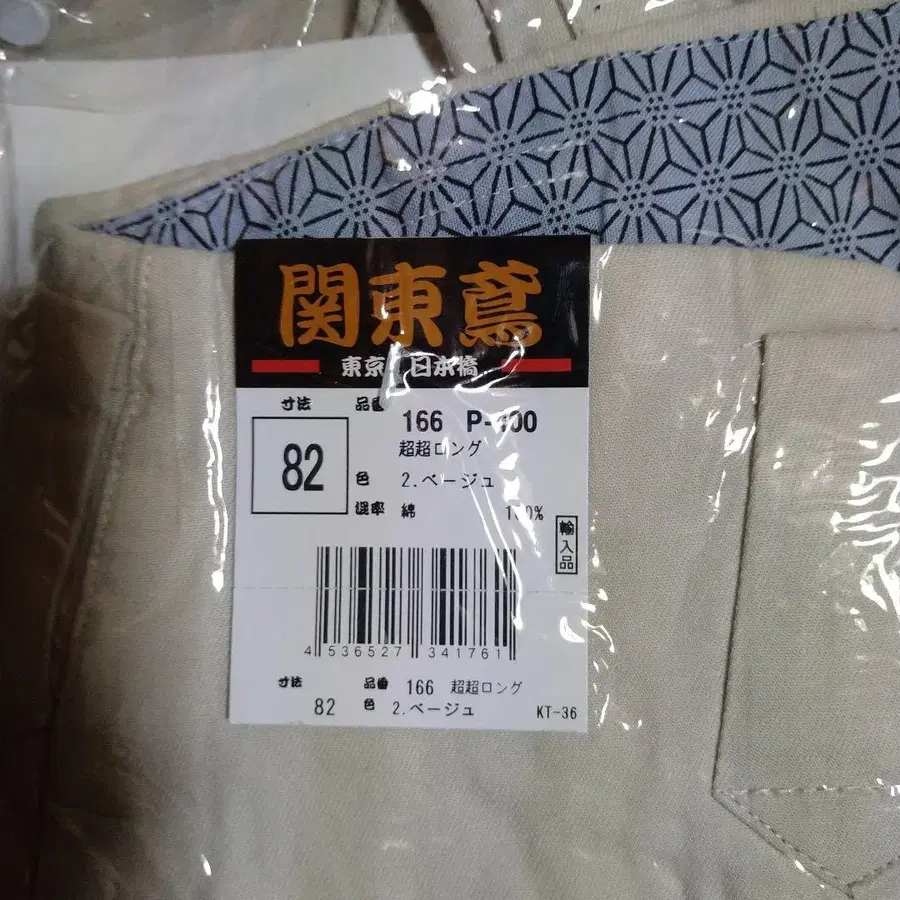 関東鳶
東京 日本橋
寸法 品番 166 P-400
超超ロング
82 色 2.ベージュ
混率 綿 100%
輸入品
4 536527 341761
寸法 品番 166 超超ロング
82 色 2.ベージュ KT-36